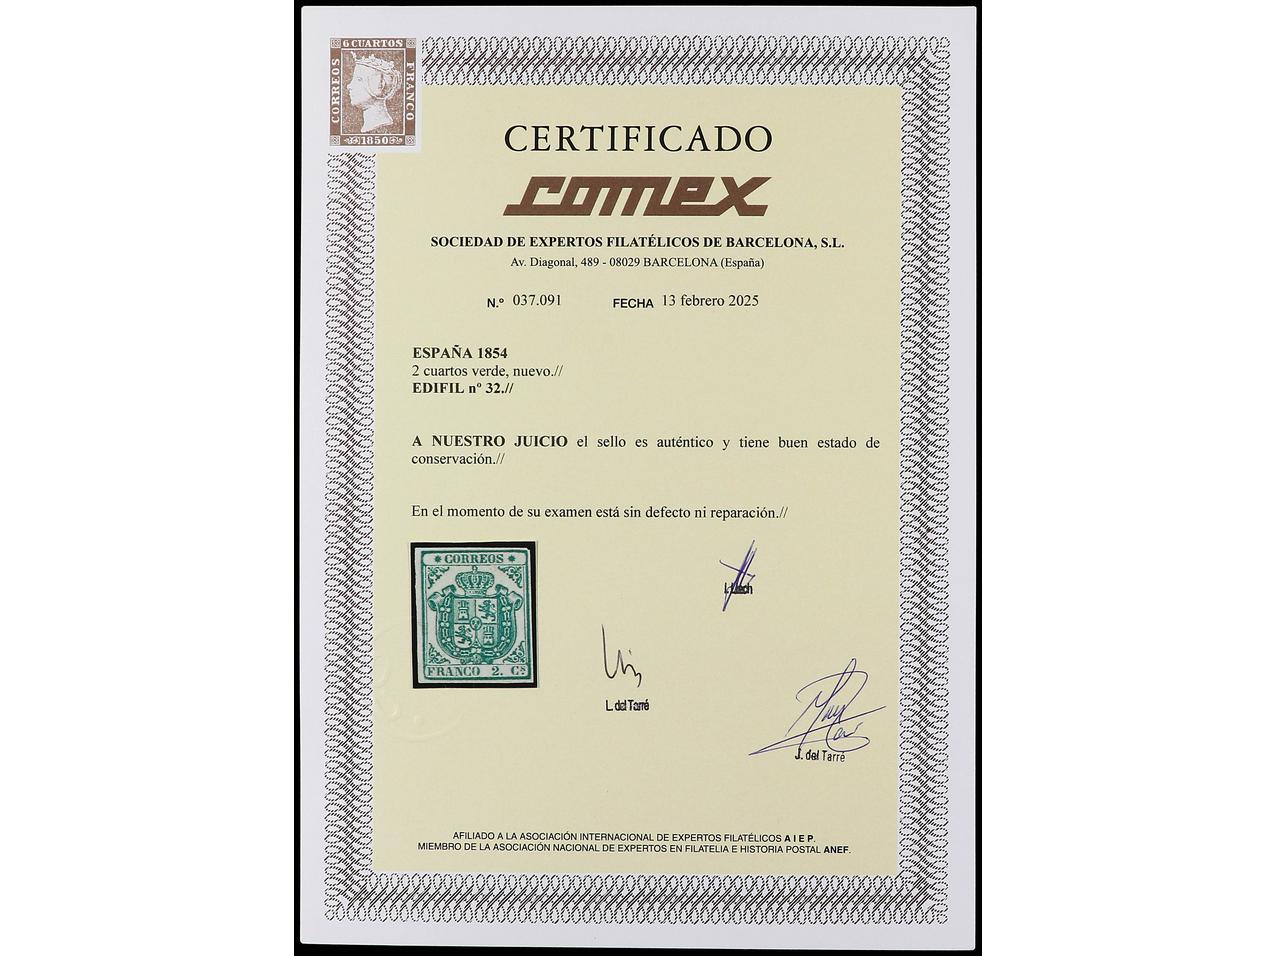 6 CUARTOS
CORREOS
FRANCO
1850
CERTIFICADO
comex
SOCIEDAD DE EXPERTOS FILATÉLICOS DE BARCELONA, S.L.
Av. Diagonal, 489 - 08029 BARCELONA (España)
N.º 037.091 FECHA 13 febrero 2025
ESPAÑA 1854
2 cuartos verde, nuevo.//
EDIFIL nº 32.//
A NUESTRO JUICIO el sello es auténtico y tiene buen estado de
conservación.//
En el momento de su examen está sin defecto ni reparación.//
* CORREOS *
FRANCO 2. Cs
L. del Tarré
J. del Tarré
AFILIADO A LA ASOCIACIÓN INTERNACIONAL DE EXPERTOS FILATÉLICOS A I E P.
MIEMBRO DE LA ASOCIACIÓN NACIONAL DE EXPERTOS EN FILATELIA E HISTORIA POSTAL ANEF.